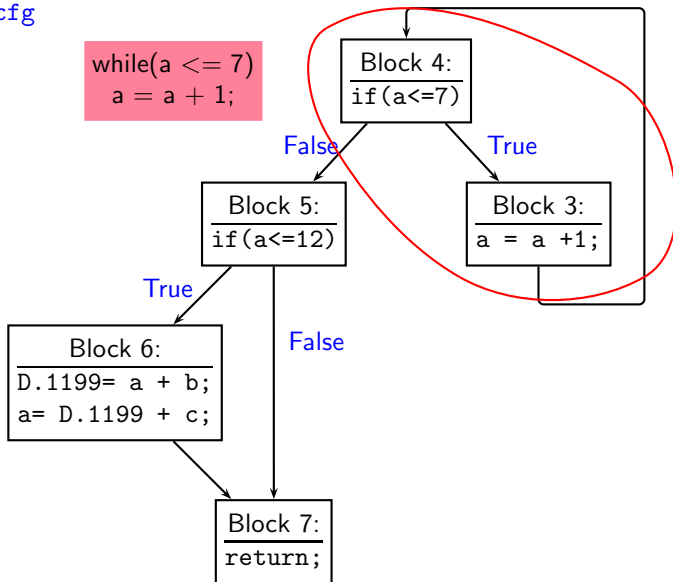 cfg
while(a <= 7)
a = a + 1;
Block 4:
if(a<=7)
False
True
Block 5:
if(a<=12)
Block 3:
a = a +1;
True
False
Block 6:
D.1199= a + b;
a= D.1199 + c;
Block 7:
return;